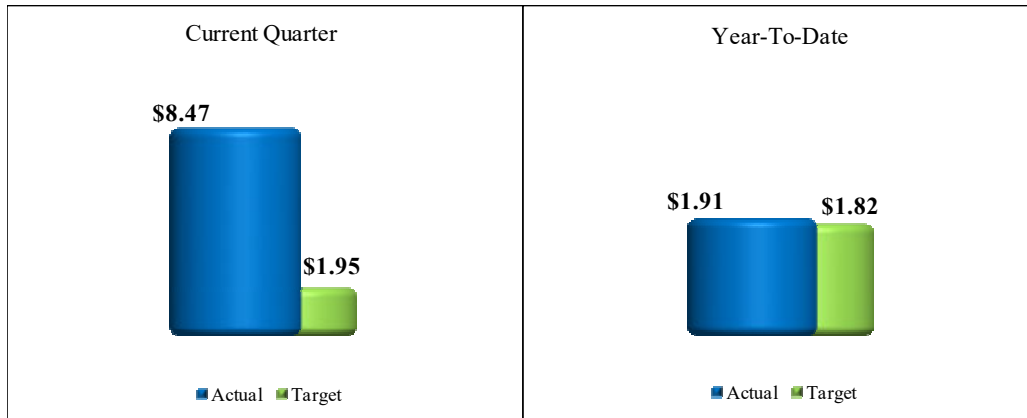 Current Quarter
$8.47
$1.95
Actual Target
Year-To-Date
$1.91
$1.82
Actual Target